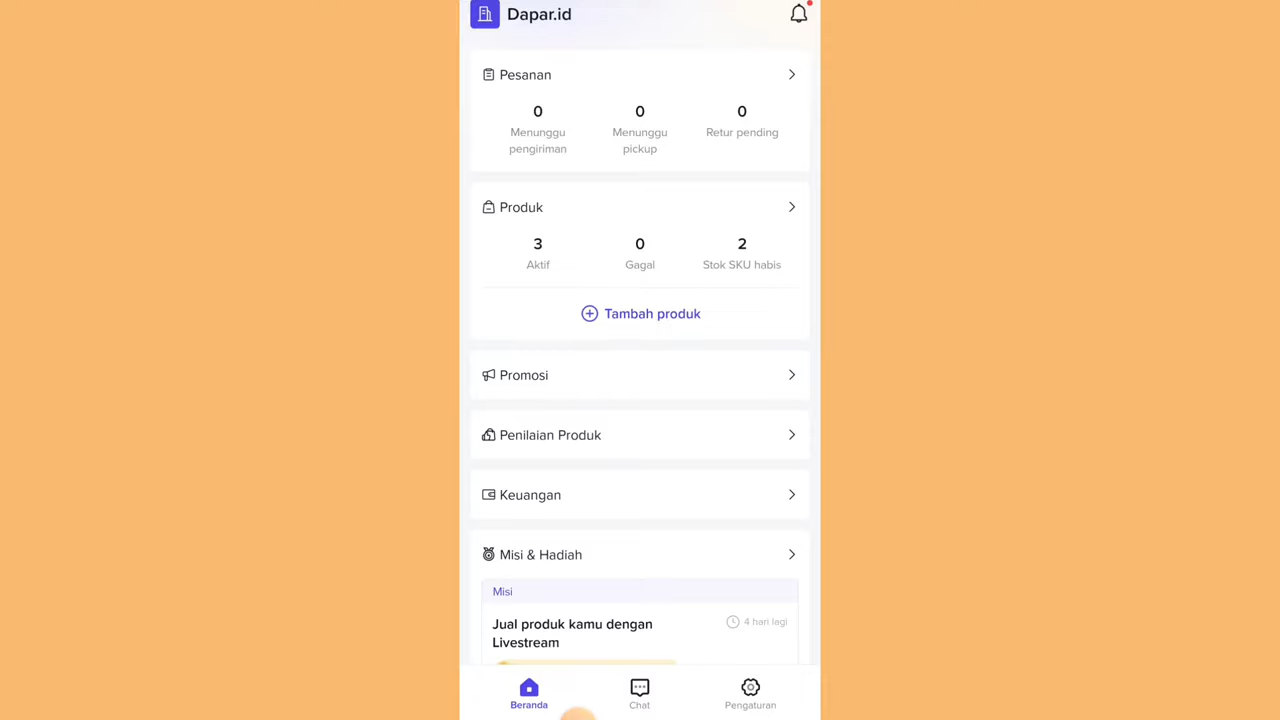 Dapar.id
Pesanan
0 0 0
Menunggu pengiriman
Menunggu pickup
Retur pending
Produk
3 0 2
Aktif Gagal Stok SKU habis
Tambah produk
Promosi
Penilaian Produk
Keuangan
Misi & Hadiah
Misi
Jual produk kamu dengan
Livestream
4 hari lagi
Beranda Chat Pengaturan